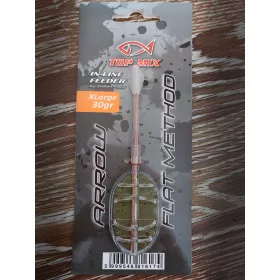 TOP MIX
IN-LINE
FEEDER
XLarge
30gr
ARROW
FLAT METHOD